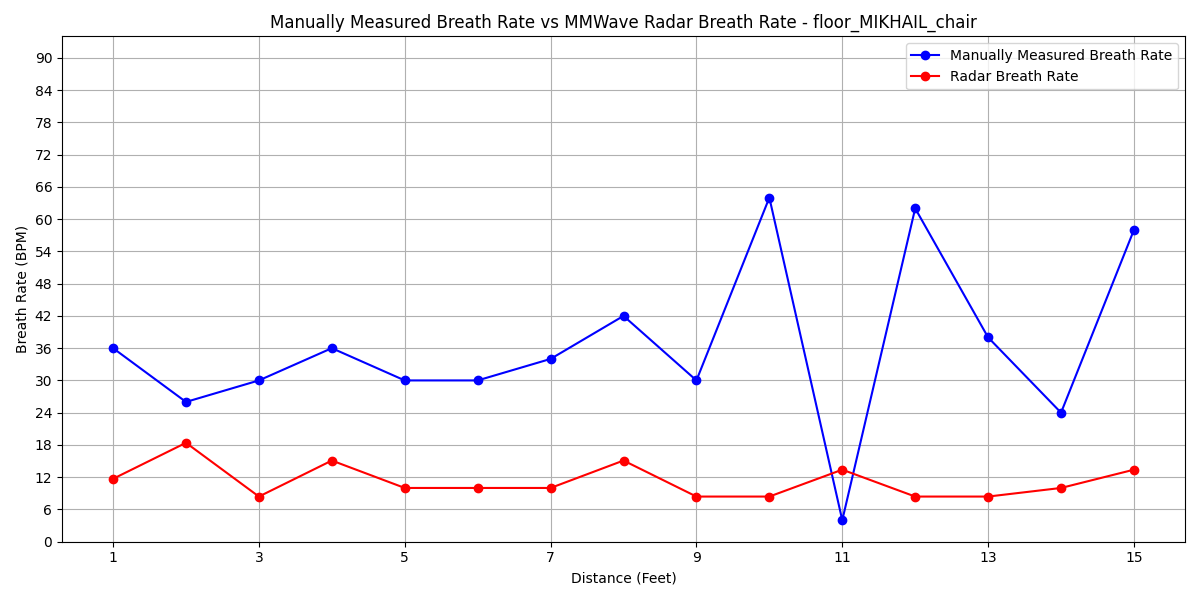 Manually Measured Breath Rate vs MMWave Radar Breath Rate - floor_MIKHAIL_chair
Manually Measured Breath Rate
Radar Breath Rate
Breath Rate (BPM)
90
84
78
72
66
60
54
48
42
36
30
24
18
12
6
0
1 3 5 7 9 11 13 15
Distance (Feet)